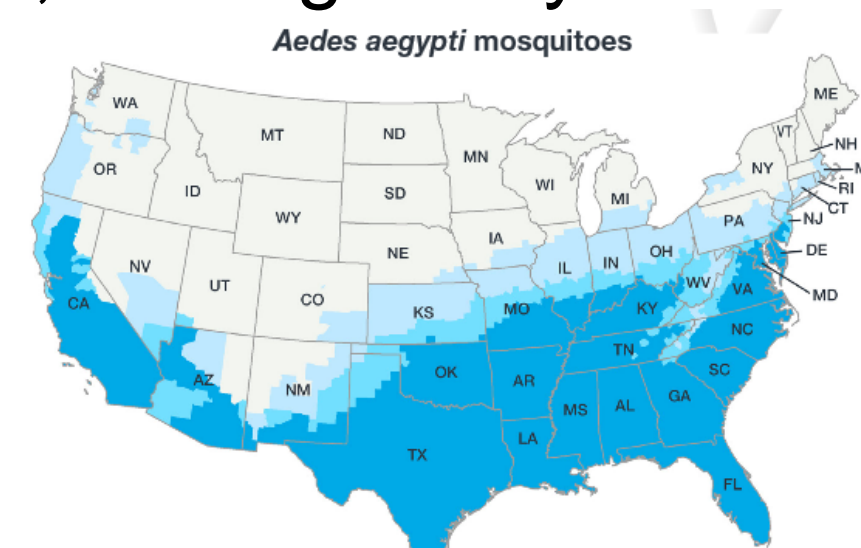 Aedes aegypti mosquitoes
WA
MT
ND
MN
ME
VT
NH
OR
ID
WY
SD
WI
MI
NY
RI
CT
NJ
PA
NE
IA
NV
UT
CO
IL
IN
OH
WV
DE
MD
VA
CA
KS
MO
KY
NC
TN
SC
AZ
NM
OK
AR
MS
AL
GA
LA
TX
FL